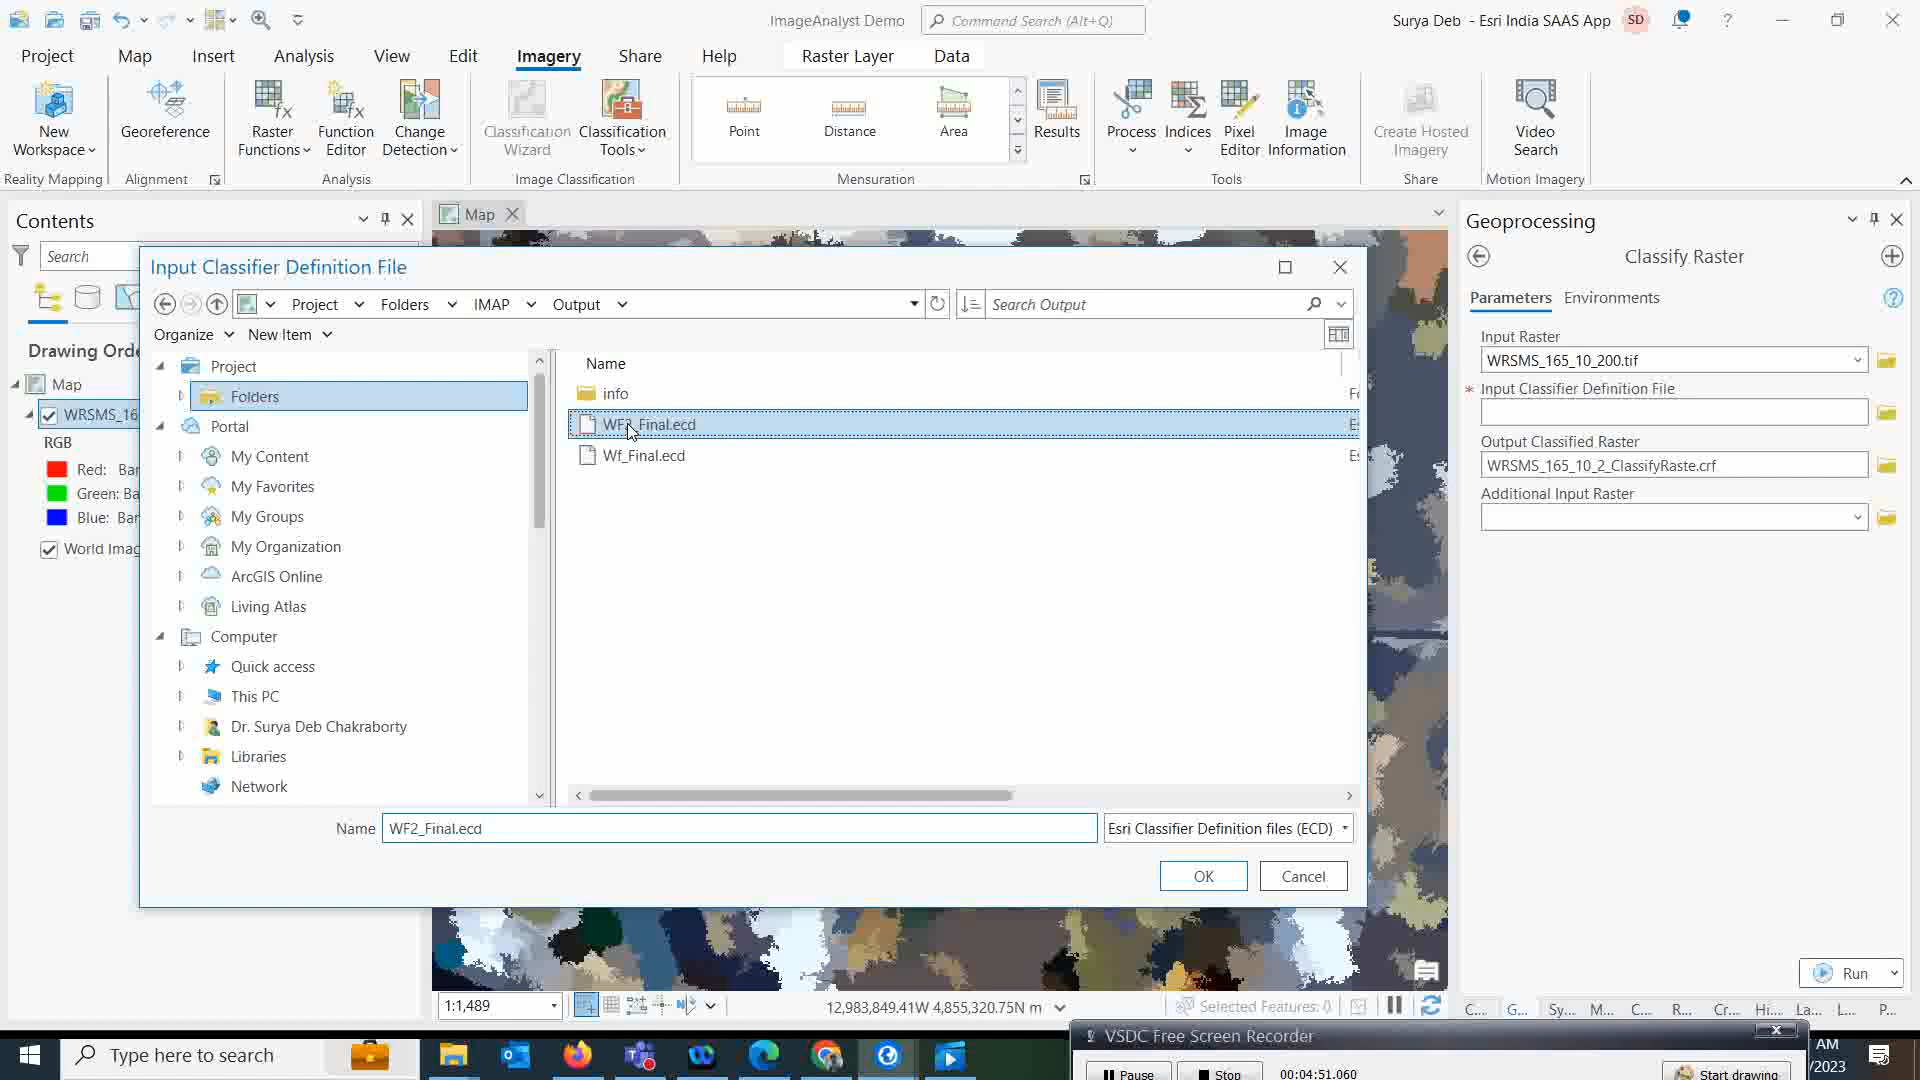 ImageAnalyst Demo
Command Search (Alt+Q)
Surya Deb - Esri India SAAS App
SD
?
Project
Map
Insert
Analysis
View
Edit
Imagery
Share
Help
Raster Layer
Data
New Workspace
Georeference
Raster Functions
Function Editor
Change Detection
Classification Wizard
Classification Tools
Point
Distance
Area
Results
Process
Indices
Pixel Editor
Image Information
Create Hosted Imagery
Video Search
Reality Mapping
Alignment
Analysis
Image Classification
Mensuration
Tools
Share
Motion Imagery
Contents
Search
Drawing Orde
Map
WRSMS_16
RGB
Red: Bar
Green: Ba
Blue: Bar
World Imag
Map
Input Classifier Definition File
Project
Folders
IMAP
Output
Search Output
Organize
New Item
Project
Folders
Portal
My Content
My Favorites
My Groups
My Organization
ArcGIS Online
Living Atlas
Computer
Quick access
This PC
Dr. Surya Deb Chakraborty
Libraries
Network
Name
info
WF2_Final.ecd
Wf_Final.ecd
Name
WF2_Final.ecd
Esri Classifier Definition files (ECD)
OK
Cancel
1:1,489
12,983,849.41W 4,855,320.75N m
Selected Features: 0
Geoprocessing
Classify Raster
Parameters
Environments
Input Raster
WRSMS_165_10_200.tif
* Input Classifier Definition File
Output Classified Raster
WRSMS_165_10_2_ClassifyRaste.crf
Additional Input Raster
Run
C...
G...
Sy...
M...
C...
R...
Cr...
Hi...
La...
L...
P...
VSDC Free Screen Recorder
Pause
Stop
00:04:51.060
Start drawing
Type here to search
AM
/2023